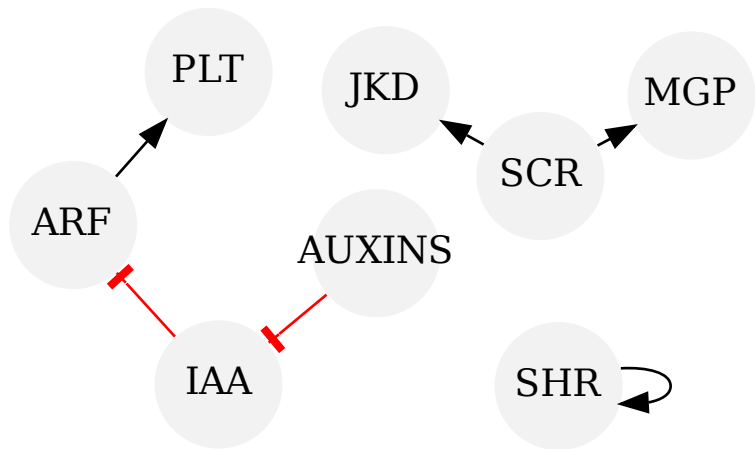 PLT
JKD
MGP
SCR
ARF
AUXINS
IAA
SHR